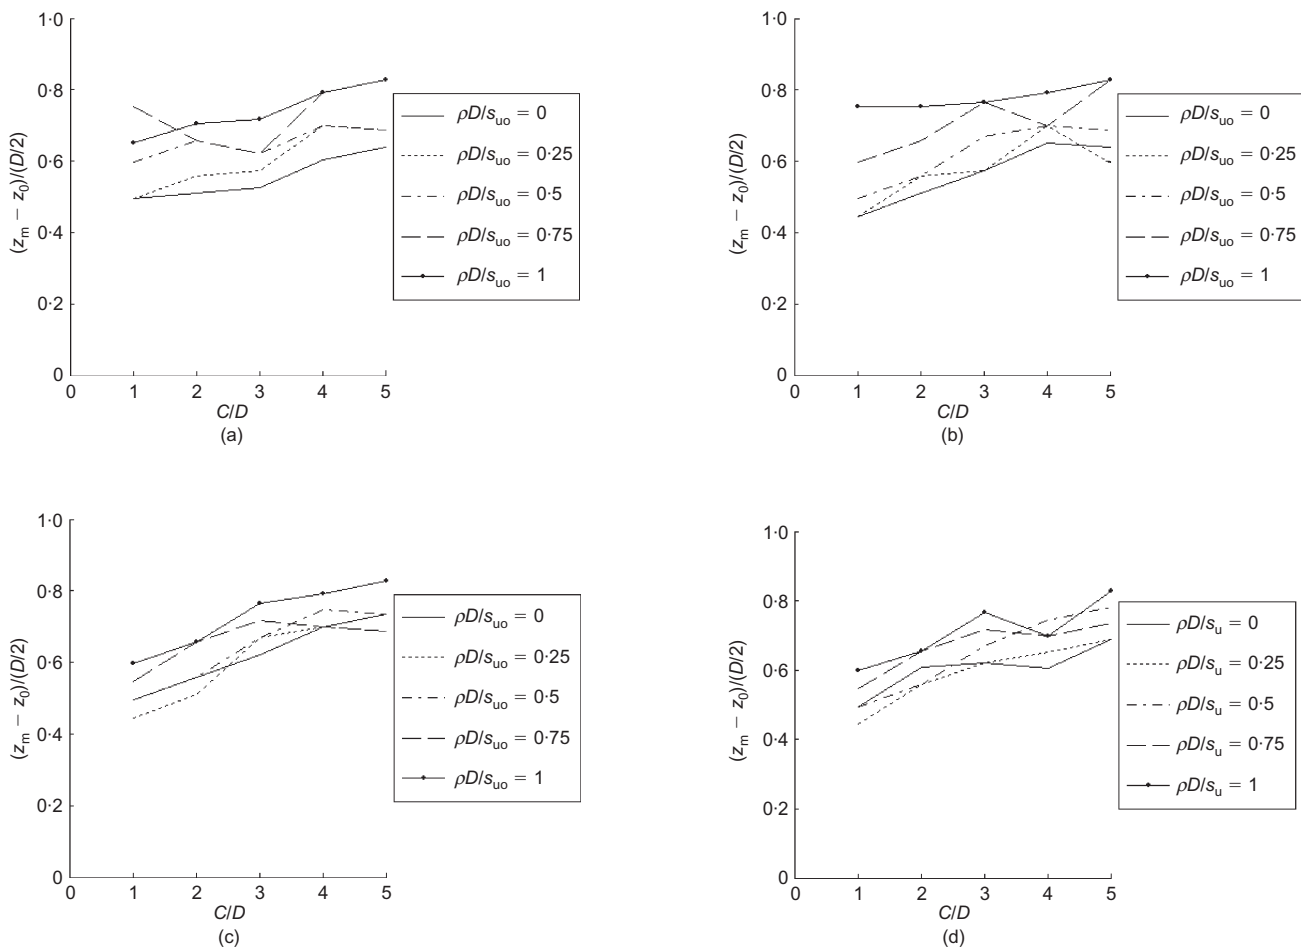 1·0
0·8
0·6
0·4
0·2
0
(z_m − z_0)/(D/2)
0 1 2 3 4 5
C/D
(a)
ρD/s_uo = 0
ρD/s_uo = 0·25
ρD/s_uo = 0·5
ρD/s_uo = 0·75
ρD/s_uo = 1
1·0
0·8
0·6
0·4
0·2
0
(z_m − z_0)/(D/2)
0 1 2 3 4 5
C/D
(b)
ρD/s_uo = 0
ρD/s_uo = 0·25
ρD/s_uo = 0·5
ρD/s_uo = 0·75
ρD/s_uo = 1
1·0
0·8
0·6
0·4
0·2
0
(z_m − z_0)/(D/2)
0 1 2 3 4 5
C/D
(c)
ρD/s_uo = 0
ρD/s_uo = 0·25
ρD/s_uo = 0·5
ρD/s_uo = 0·75
ρD/s_uo = 1
1·0
0·8
0·6
0·4
0·2
0
(z_m − z_0)/(D/2)
0 1 2 3 4 5
C/D
(d)
ρD/s_u = 0
ρD/s_u = 0·25
ρD/s_u = 0·5
ρD/s_u = 0·75
ρD/s_u = 1